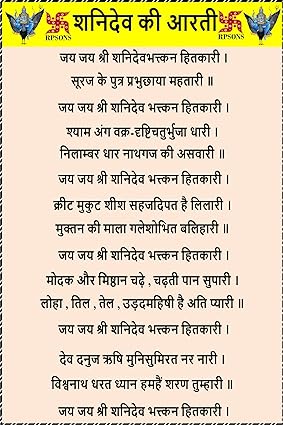 शनिदेव की आरती
RPSONS
RPSONS
जय जय श्री शनिदेवभक्तन हितकारी ।
सूरज के पुत्र प्रभुछाया महतारी ॥
जय जय श्री शनिदेव भक्तन हितकारी ।
श्याम अंग वक्र-दृष्टिचतुर्भुजा धारी ।
निलाम्बर धार नाथगज की असवारी ॥
जय जय श्री शनिदेव भक्तन हितकारी ।
क्रीट मुकुट शीश सहजदिपत है लिलारी ।
मुक्तन की माला गलेशोभित बलिहारी ॥
जय जय श्री शनिदेव भक्तन हितकारी ।
मोदक और मिष्ठान चढ़े , चढ़ती पान सुपारी ।
लोहा , तिल , तेल , उड़दमहिषी है अति प्यारी ॥
जय जय श्री शनिदेव भक्तन हितकारी ।
देव दनुज ऋषि मुनिसुमिरत नर नारी ।
विश्वनाथ धरत ध्यान हमहैं शरण तुम्हारी ॥
जय जय श्री शनिदेव भक्तन हितकारी ।